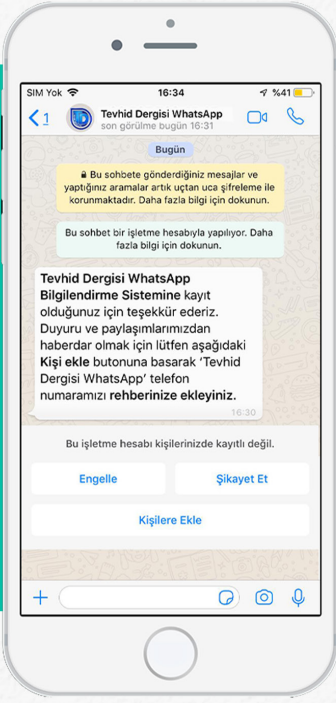 SIM Yok 16:34 %41
1 Tevhid Dergisi WhatsApp
son görülme bugün 16:31
Bugün
Bu sohbete gönderdiğiniz mesajlar ve
yaptığınız aramalar artık uçtan uca şifreleme ile
korunmaktadır. Daha fazla bilgi için dokunun.
Bu sohbet bir işletme hesabıyla yapılıyor. Daha
fazla bilgi için dokunun.
Tevhid Dergisi WhatsApp
Bilgilendirme Sistemine kayıt
olduğunuz için teşekkür ederiz.
Duyuru ve paylaşımlarımızdan
haberdar olmak için lütfen aşağıdaki
Kişi ekle butonuna basarak ‘Tevhid
Dergisi WhatsApp’ telefon
numaramızı rehberinize ekleyiniz.
16:30
Bu işletme hesabı kişilerinizde kayıtlı değil.
Engelle Şikayet Et
Kişilere Ekle